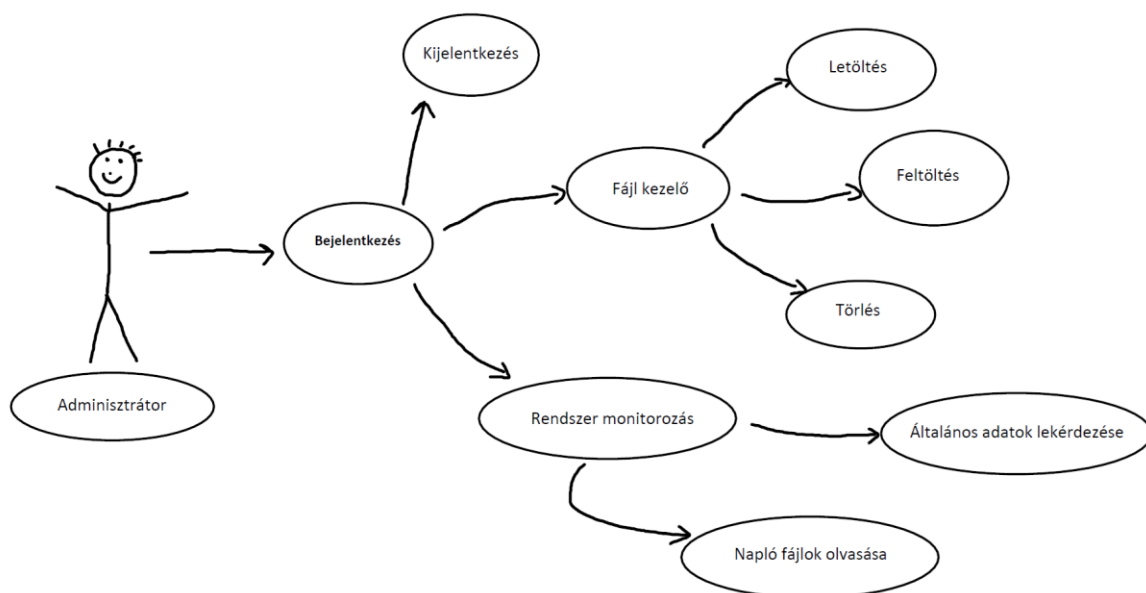 Kijelentkezés
Letöltés
Feltöltés
Fájl kezelő
Bejelentkezés
Törlés
Adminisztrátor
Rendszer monitorozás
Általános adatok lekérdezése
Napló fájlok olvasása